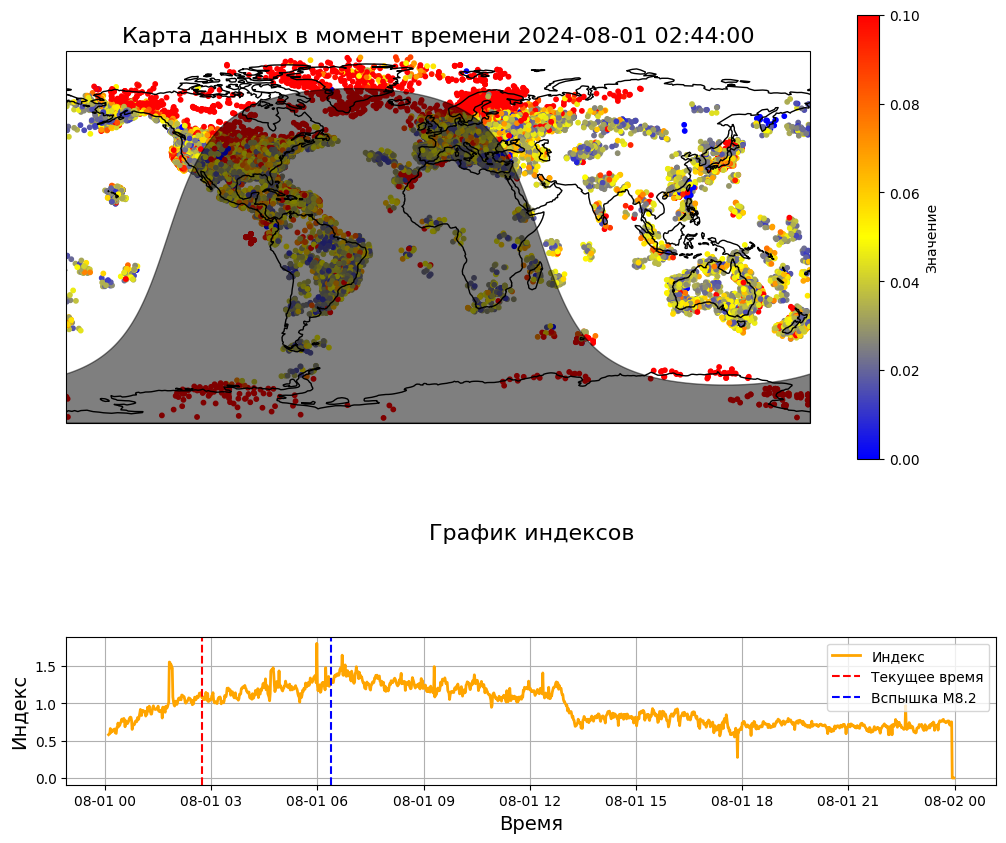 Карта данных в момент времени 2024-08-01 02:44:00
0.10
0.08
0.06
0.04
0.02
0.00
Значение
График индексов
Индекс
1.5
1.0
0.5
0.0
Индекс
Текущее время
Вспышка M8.2
08-01 00 08-01 03 08-01 06 08-01 09 08-01 12 08-01 15 08-01 18 08-01 21 08-02 00
Время